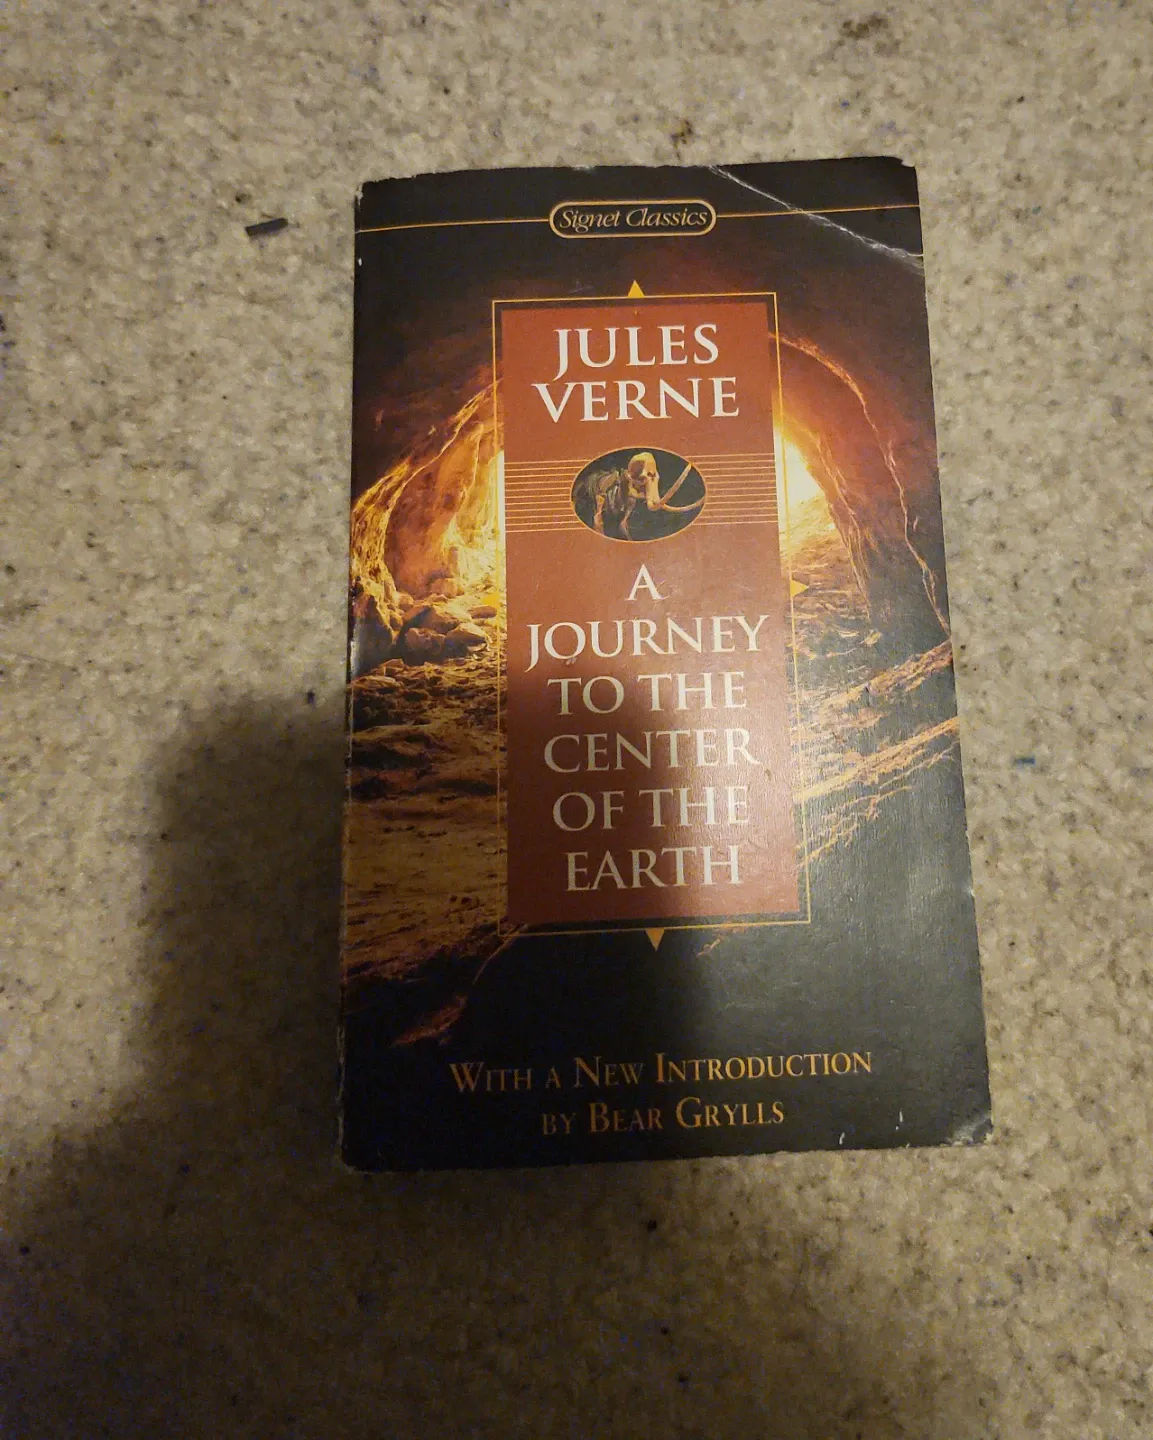 Signet Classics
JULES
VERNE
A
JOURNEY
TO THE
CENTER
OF THE
EARTH
WITH A NEW INTRODUCTION
BY BEAR GRYLLS